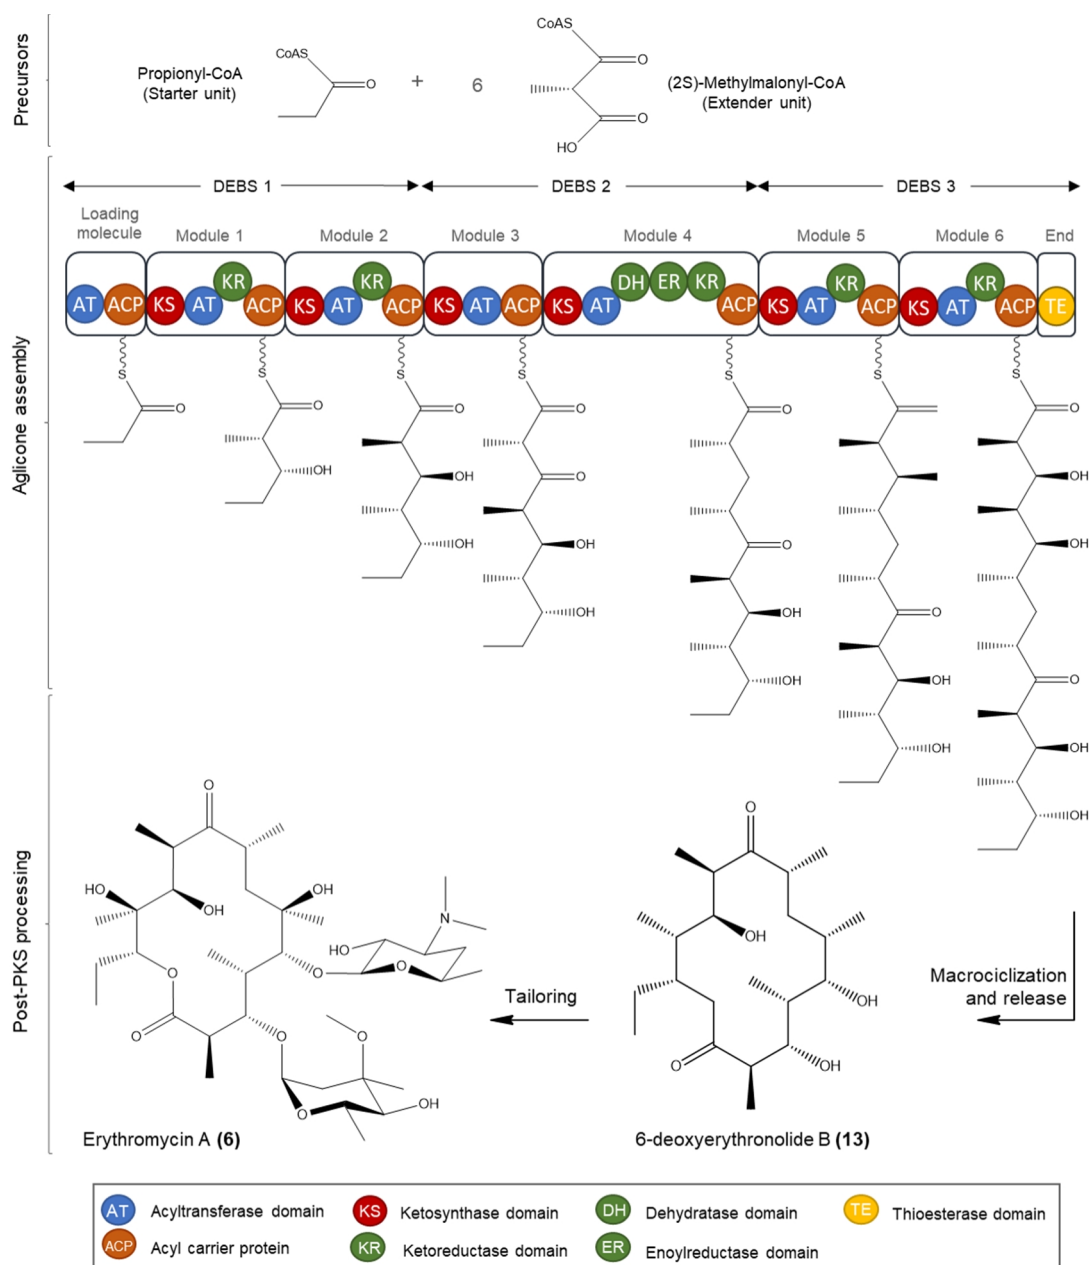 Precursors
CoAS
Propionyl-CoA
(Starter unit)
O
+
6
CoAS
O
O
HO
(2S)-Methylmalonyl-CoA
(Extender unit)
Aglicone assembly
DEBS 1
DEBS 2
DEBS 3
Loading
molecule
Module 1
Module 2
Module 3
Module 4
Module 5
Module 6
End
AT ACP KS AT KR ACP KS AT KR ACP KS AT ACP KS AT DH ER KR ACP KS AT KR ACP KS AT KR ACP TE
S S S S S S S
O O O O O O
OH OH O O OH
OH OH OH
OH O O
OH OH O
OH OH OH
OH OH
Post-PKS processing
O
HO
OH
OH
O
O
O
HO
N
O
O
O
O
OH
Erythromycin A (6)
Tailoring
O
OH
OH
OH
O
6-deoxyerythronolide B (13)
Macrociclization
and release
AT Acyltransferase domain
KS Ketosynthase domain
DH Dehydratase domain
TE Thioesterase domain
ACP Acyl carrier protein
KR Ketoreductase domain
ER Enoylreductase domain